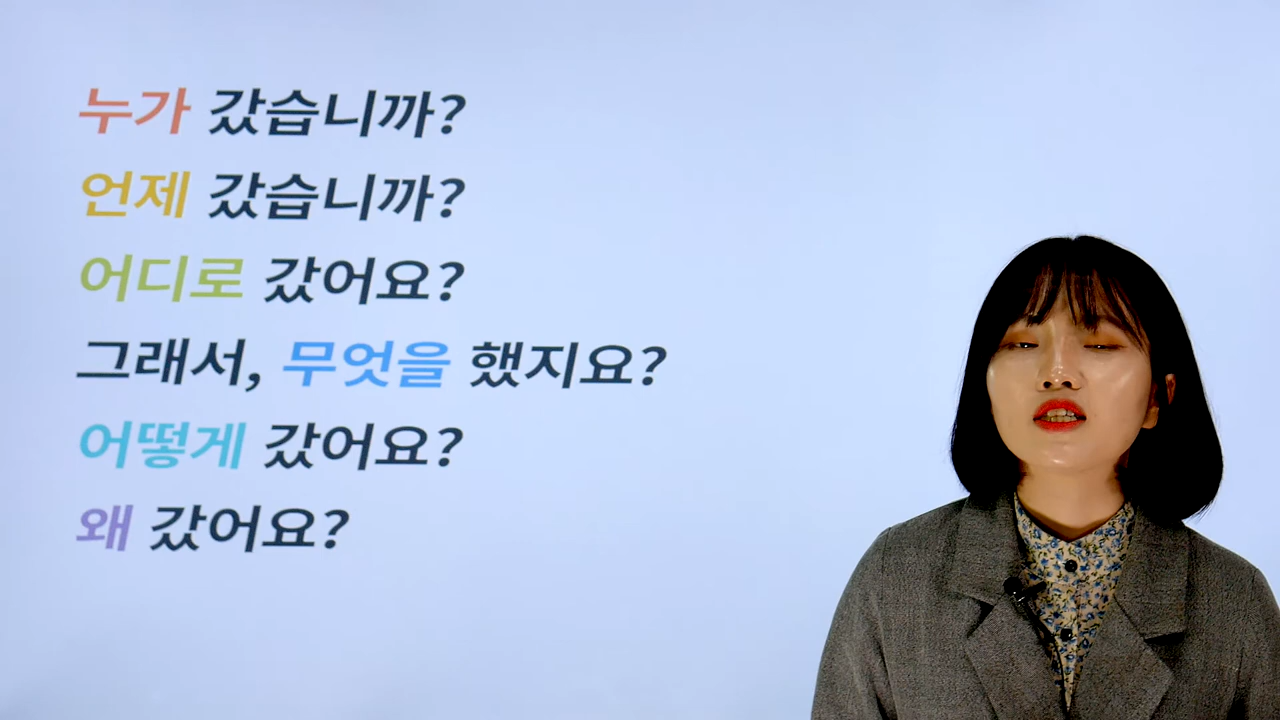 누가 갔습니까?
언제 갔습니까?
어디로 갔어요?
그래서, 무엇을 했지요?
어떻게 갔어요?
왜 갔어요?